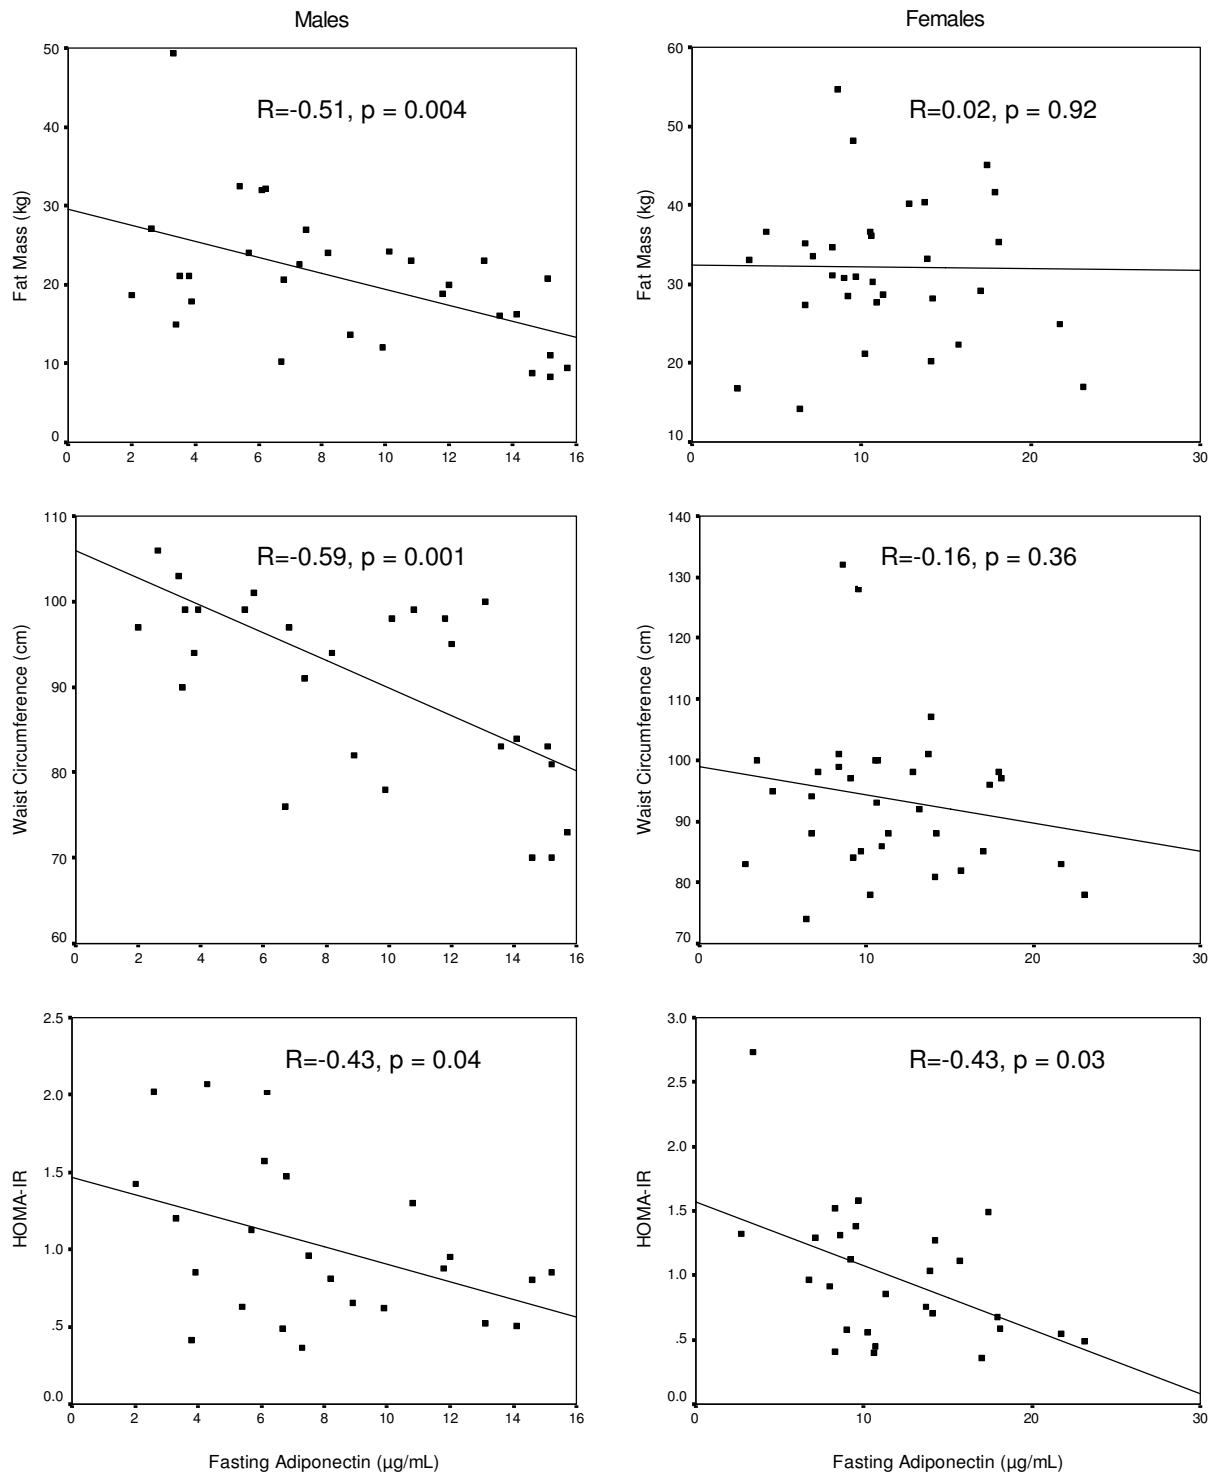 Males
Females
50
40
30
20
10
0
Fat Mass (kg)
R=-0.51, p = 0.004
0 2 4 6 8 10 12 14 16
60
50
40
30
20
10
Fat Mass (kg)
R=0.02, p = 0.92
0 10 20 30
110
100
90
80
70
60
Waist Circumference (cm)
R=-0.59, p = 0.001
0 2 4 6 8 10 12 14 16
140
130
120
110
100
90
80
70
Waist Circumference (cm)
R=-0.16, p = 0.36
0 10 20 30
2.5
2.0
1.5
1.0
.5
0.0
HOMA-IR
R=-0.43, p = 0.04
0 2 4 6 8 10 12 14 16
Fasting Adiponectin (µg/mL)
3.0
2.5
2.0
1.5
1.0
.5
0.0
HOMA-IR
R=-0.43, p = 0.03
0 10 20 30
Fasting Adiponectin (µg/mL)